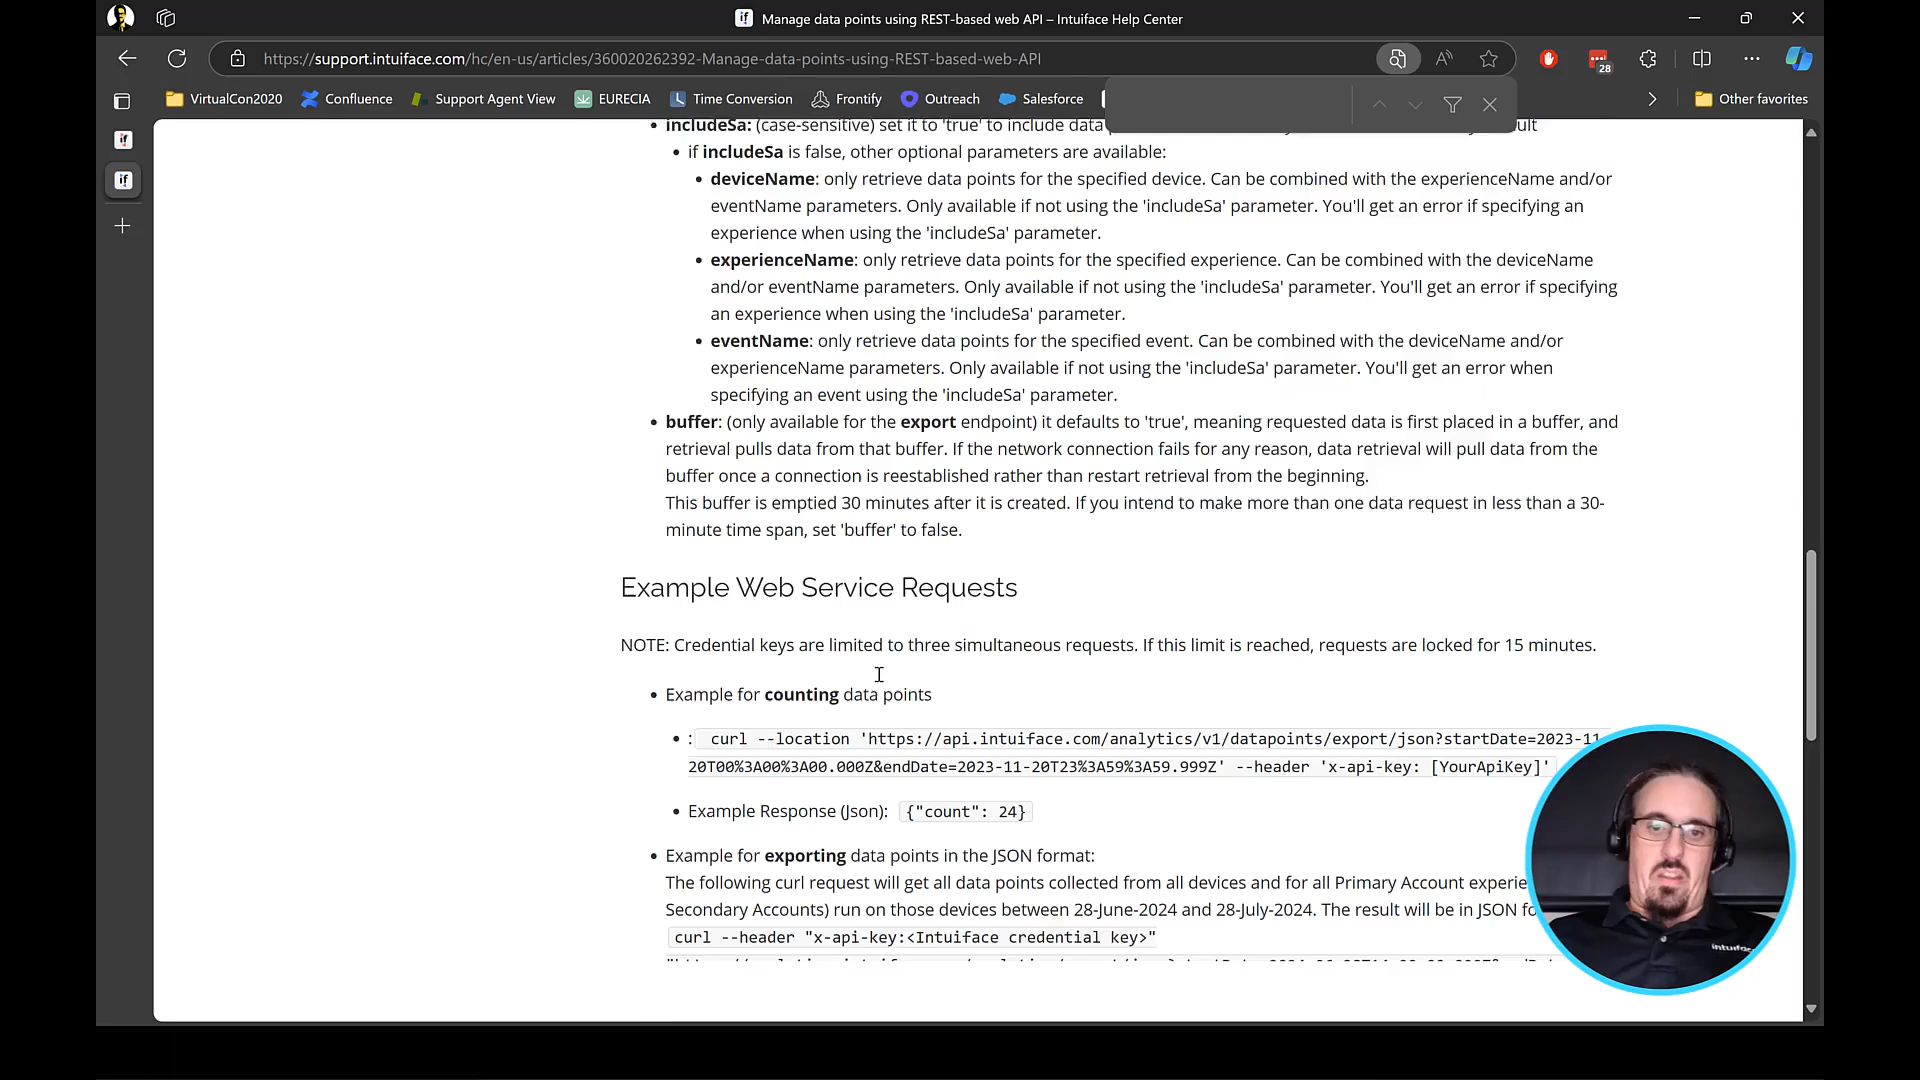 Manage data points using REST-based web API – Intuiface Help Center
https://support.intuiface.com/hc/en-us/articles/360020262392-Manage-data-points-using-REST-based-web-API
28
VirtualCon2020 Confluence Support Agent View EURECIA Time Conversion Frontify Outreach Salesforce Other favorites
includeSa: (case-sensitive) set it to 'true' to include data
if includeSa is false, other optional parameters are available:
deviceName: only retrieve data points for the specified device. Can be combined with the experienceName and/or
eventName parameters. Only available if not using the 'includeSa' parameter. You'll get an error if specifying an
experience when using the 'includeSa' parameter.
experienceName: only retrieve data points for the specified experience. Can be combined with the deviceName
and/or eventName parameters. Only available if not using the 'includeSa' parameter. You'll get an error if specifying
an experience when using the 'includeSa' parameter.
eventName: only retrieve data points for the specified event. Can be combined with the deviceName and/or
experienceName parameters. Only available if not using the 'includeSa' parameter. You'll get an error when
specifying an event using the 'includeSa' parameter.
buffer: (only available for the export endpoint) it defaults to 'true', meaning requested data is first placed in a buffer, and
retrieval pulls data from that buffer. If the network connection fails for any reason, data retrieval will pull data from the
buffer once a connection is reestablished rather than restart retrieval from the beginning.
This buffer is emptied 30 minutes after it is created. If you intend to make more than one data request in less than a 30-
minute time span, set 'buffer' to false.
Example Web Service Requests
NOTE: Credential keys are limited to three simultaneous requests. If this limit is reached, requests are locked for 15 minutes.
Example for counting data points
: curl --location 'https://api.intuiface.com/analytics/v1/datapoints/export/json?startDate=2023-11-
20T00%3A00%3A00.000Z&endDate=2023-11-20T23%3A59%3A59.999Z' --header 'x-api-key: [YourApiKey]'
Example Response (Json): {"count": 24}
Example for exporting data points in the JSON format:
The following curl request will get all data points collected from all devices and for all Primary Account
Secondary Accounts) run on those devices between 28-June-2024 and 28-July-2024. The result will be in JSON
curl --header "x-api-key:<Intuiface credential key>"